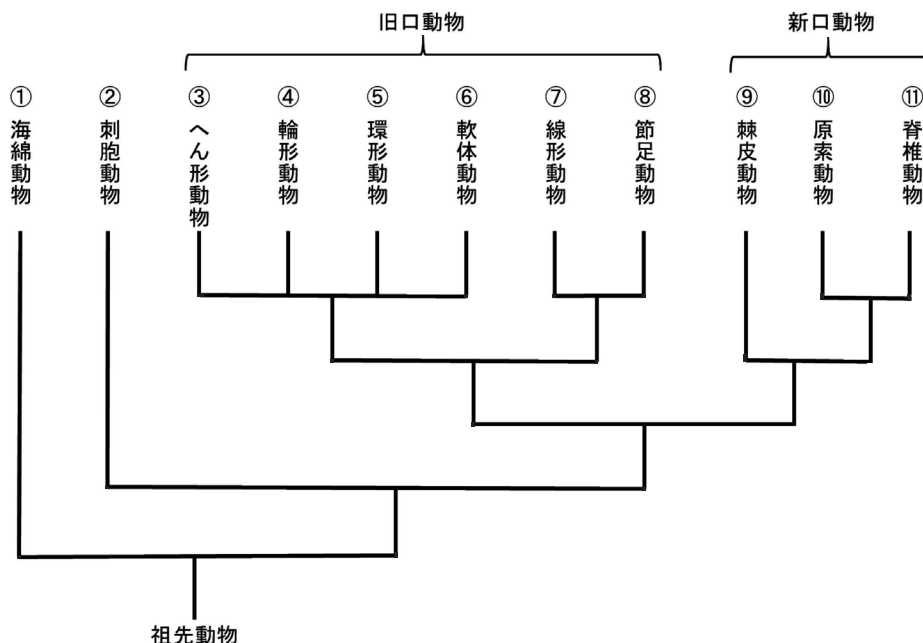 旧口動物
新口動物
①
海綿動物
②
刺胞動物
③
へん形動物
④
輪形動物
⑤
環形動物
⑥
軟体動物
⑦
線形動物
⑧
節足動物
⑨
棘皮動物
⑩
原索動物
⑪
脊椎動物
祖先動物